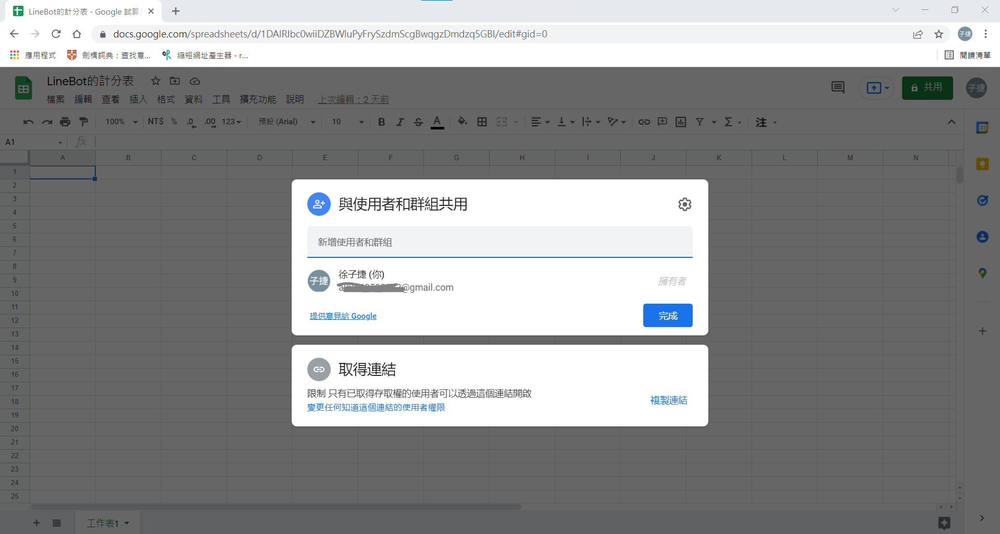 LineBot的計分表 - Google 試算
docs.google.com/spreadsheets/d/1DAIRIbc0wiiDZBWIuPyFrySzdmScgBwqgzDmdzq5GBI/edit#gid=0
子捷
應用程式
劍橋詞典：查找意...
縮短網址產生器 - r...
閱讀清單
LineBot的計分表
共用
子捷
檔案 編輯 查看 插入 格式 資料 工具 擴充功能 說明 上次編輯：2 天前
100% NT$ % .0 .00 123 預設 (Arial) 10 B I S A Σ 注
A1 fx
A B C D E F G H I J K L M N
1
2
3
4
5
6
7
8
9
10
11
12
13
14
15
16
17
18
19
20
21
22
23
24
25
與使用者和群組共用
新增使用者和群組
子捷
徐子捷 (你)
@gmail.com
擁有者
提供意見給 Google
完成
取得連結
限制 只有已取得存取權的使用者可以透過這個連結開啟
變更任何知道這個連結的使用者權限
複製連結
31
工作表1